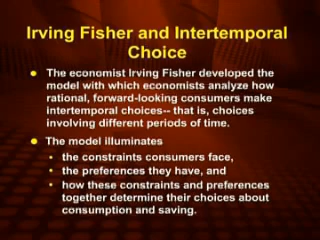 Irving Fisher and Intertemporal
Choice
The economist Irving Fisher developed the
model with which economists analyze how
rational, forward-looking consumers make
intertemporal choices-- that is, choices
involving different periods of time.
The model illuminates
the constraints consumers face,
the preferences they have, and
how these constraints and preferences
together determine their choices about
consumption and saving.